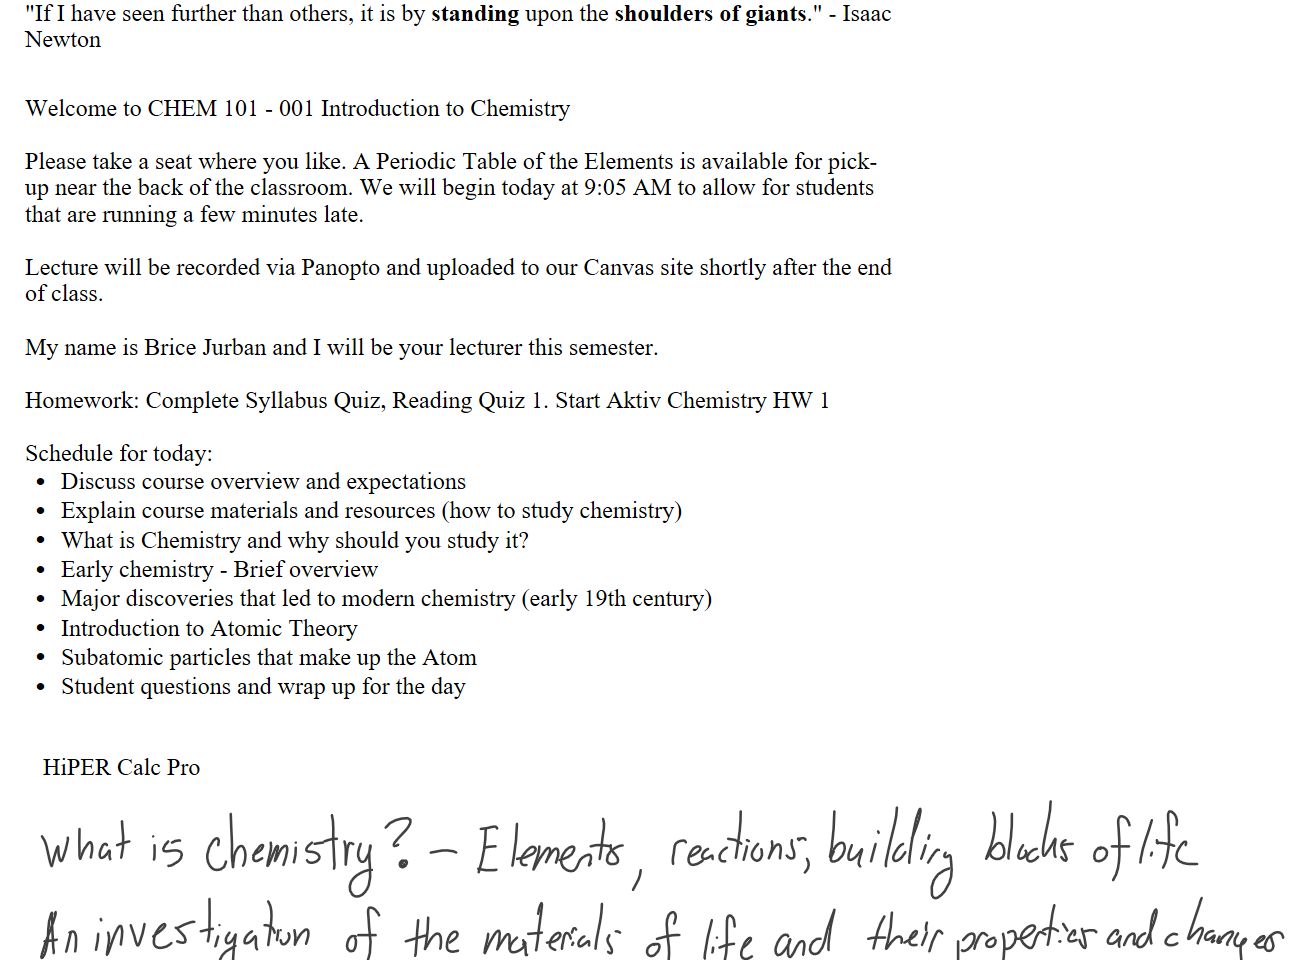 "If I have seen further than others, it is by standing upon the shoulders of giants." - Isaac
Newton
Welcome to CHEM 101 - 001 Introduction to Chemistry
Please take a seat where you like. A Periodic Table of the Elements is available for pick-
up near the back of the classroom. We will begin today at 9:05 AM to allow for students
that are running a few minutes late.
Lecture will be recorded via Panopto and uploaded to our Canvas site shortly after the end
of class.
My name is Brice Jurban and I will be your lecturer this semester.
Homework: Complete Syllabus Quiz, Reading Quiz 1. Start Aktiv Chemistry HW 1
Schedule for today:
• Discuss course overview and expectations
• Explain course materials and resources (how to study chemistry)
• What is Chemistry and why should you study it?
• Early chemistry - Brief overview
• Major discoveries that led to modern chemistry (early 19th century)
• Introduction to Atomic Theory
• Subatomic particles that make up the Atom
• Student questions and wrap up for the day
HiPER Calc Pro
What is chemistry? - Elements, reactions, building blocks of life
An investigation of the materials of life and their properties and changes